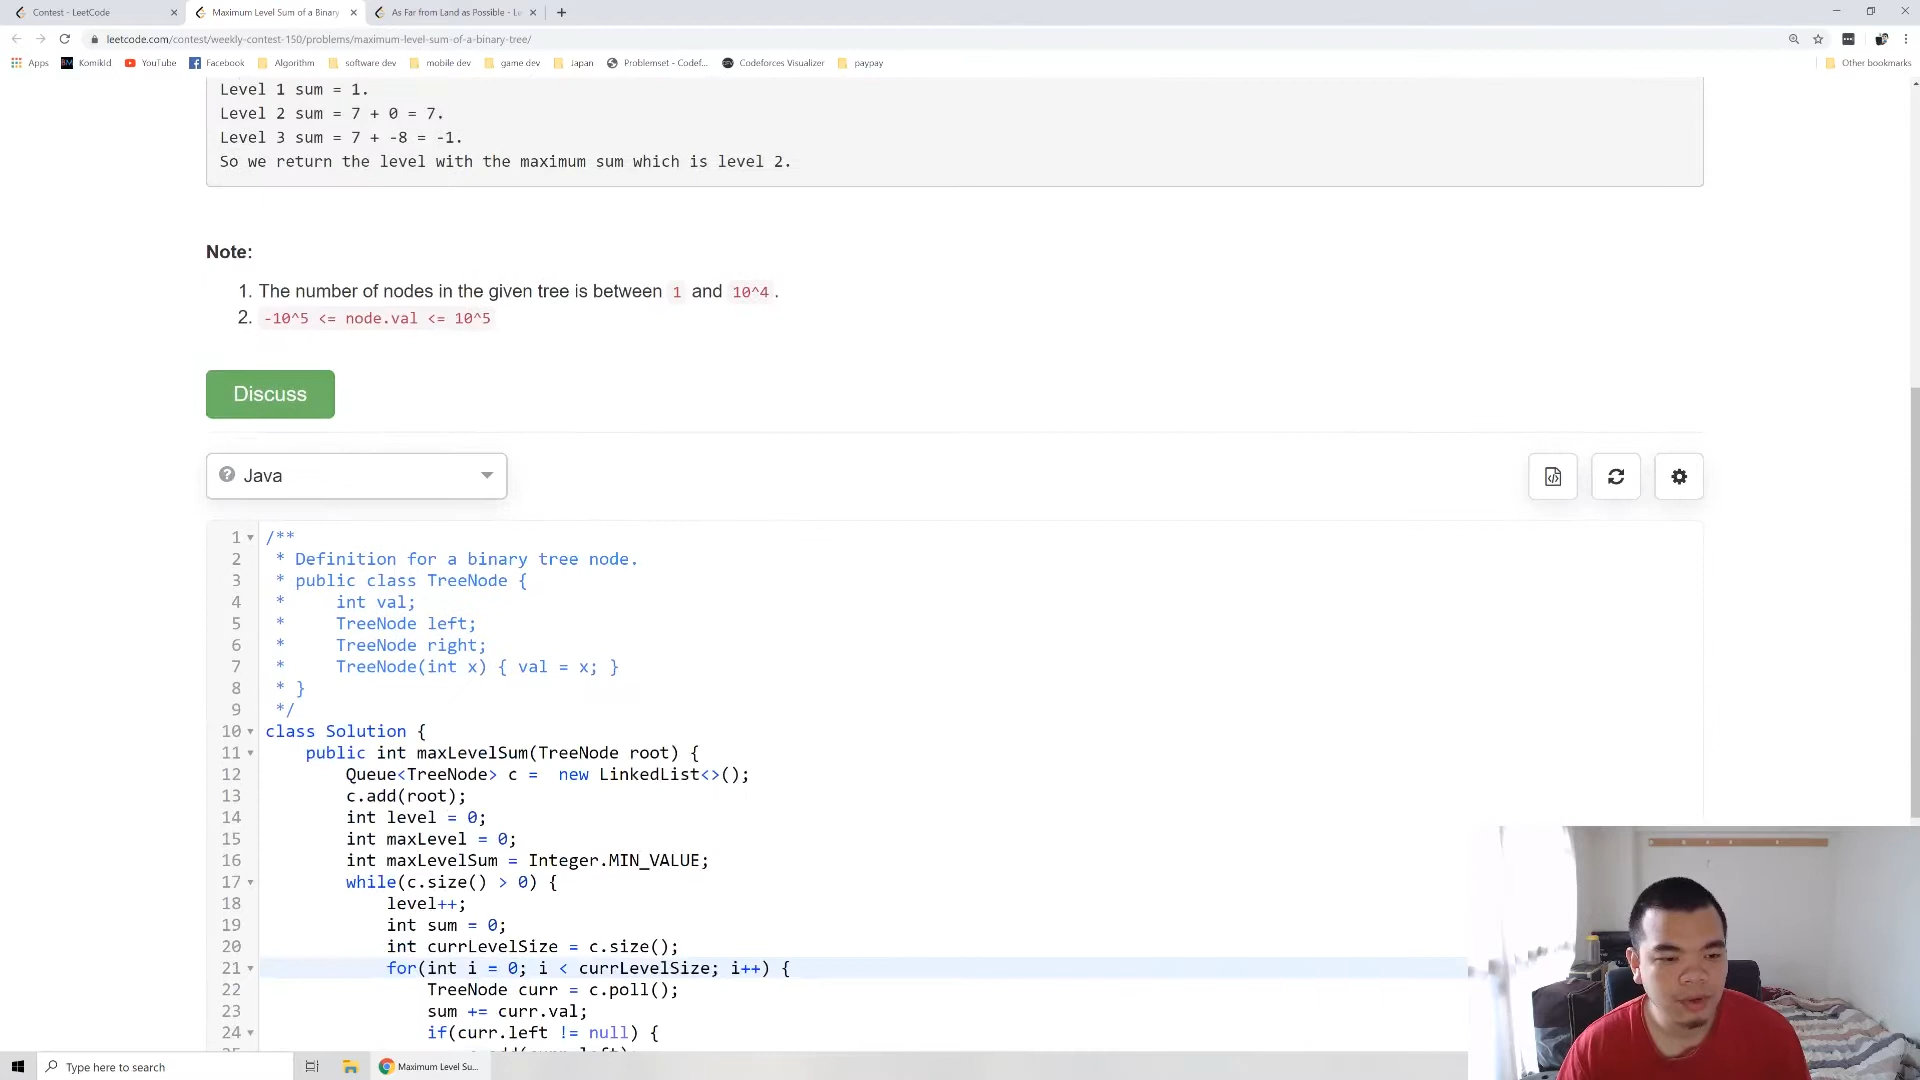 Contest - LeetCode
Maximum Level Sum of a Binary
As Far from Land as Possible - Le
leetcode.com/contest/weekly-contest-150/problems/maximum-level-sum-of-a-binary-tree/
Apps
Komikld
YouTube
Facebook
Algorithm
software dev
mobile dev
game dev
Japan
Problemset - Codef...
Codeforces Visualizer
paypay
Other bookmarks
Level 1 sum = 1.
Level 2 sum = 7 + 0 = 7.
Level 3 sum = 7 + -8 = -1.
So we return the level with the maximum sum which is level 2.
Note:
1. The number of nodes in the given tree is between 1 and 10^4.
2. -10^5 <= node.val <= 10^5
Discuss
Java
1 /**
2 * Definition for a binary tree node.
3 * public class TreeNode {
4 * int val;
5 * TreeNode left;
6 * TreeNode right;
7 * TreeNode(int x) { val = x; }
8 * }
9 */
10 class Solution {
11 public int maxLevelSum(TreeNode root) {
12 Queue<TreeNode> c = new LinkedList<>();
13 c.add(root);
14 int level = 0;
15 int maxLevel = 0;
16 int maxLevelSum = Integer.MIN_VALUE;
17 while(c.size() > 0) {
18 level++;
19 int sum = 0;
20 int currLevelSize = c.size();
21 for(int i = 0; i < currLevelSize; i++) {
22 TreeNode curr = c.poll();
23 sum += curr.val;
24 if(curr.left != null) {
Type here to search
Maximum Level Su...